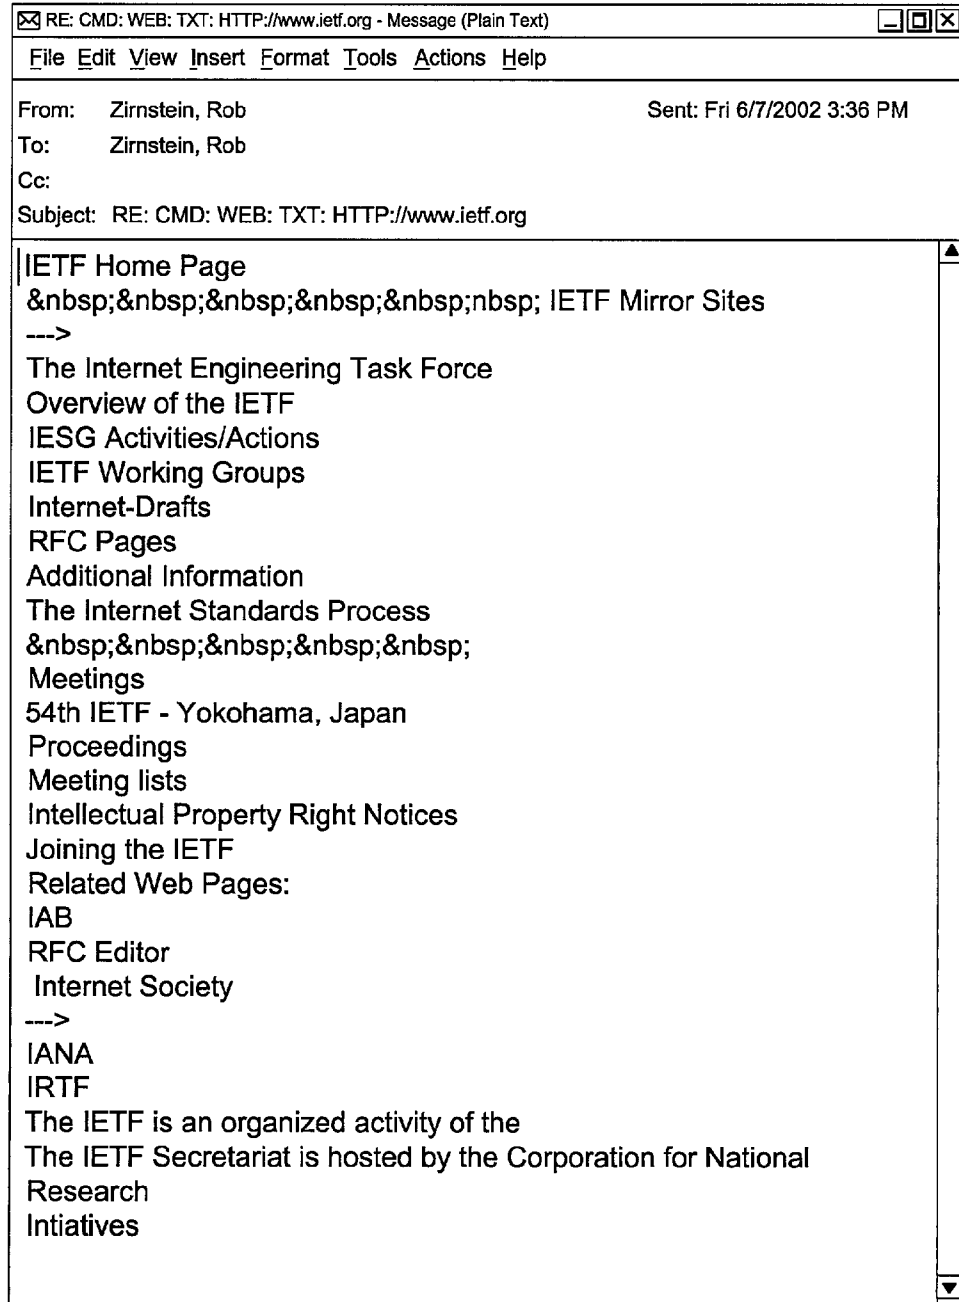 RE: CMD: WEB: TXT: HTTP://www.ietf.org - Message (Plain Text)
File Edit View Insert Format Tools Actions Help
From: Zirnstein, Rob Sent: Fri 6/7/2002 3:36 PM
To: Zirnstein, Rob
Cc:
Subject: RE: CMD: WEB: TXT: HTTP://www.ietf.org
IETF Home Page
&nbsp;&nbsp;&nbsp;&nbsp;&nbsp;nbsp; IETF Mirror Sites
--->
The Internet Engineering Task Force
Overview of the IETF
IESG Activities/Actions
IETF Working Groups
Internet-Drafts
RFC Pages
Additional Information
The Internet Standards Process
&nbsp;&nbsp;&nbsp;&nbsp;&nbsp;
Meetings
54th IETF - Yokohama, Japan
Proceedings
Meeting lists
Intellectual Property Right Notices
Joining the IETF
Related Web Pages:
IAB
RFC Editor
Internet Society
--->
IANA
IRTF
The IETF is an organized activity of the
The IETF Secretariat is hosted by the Corporation for National
Research
Intiatives